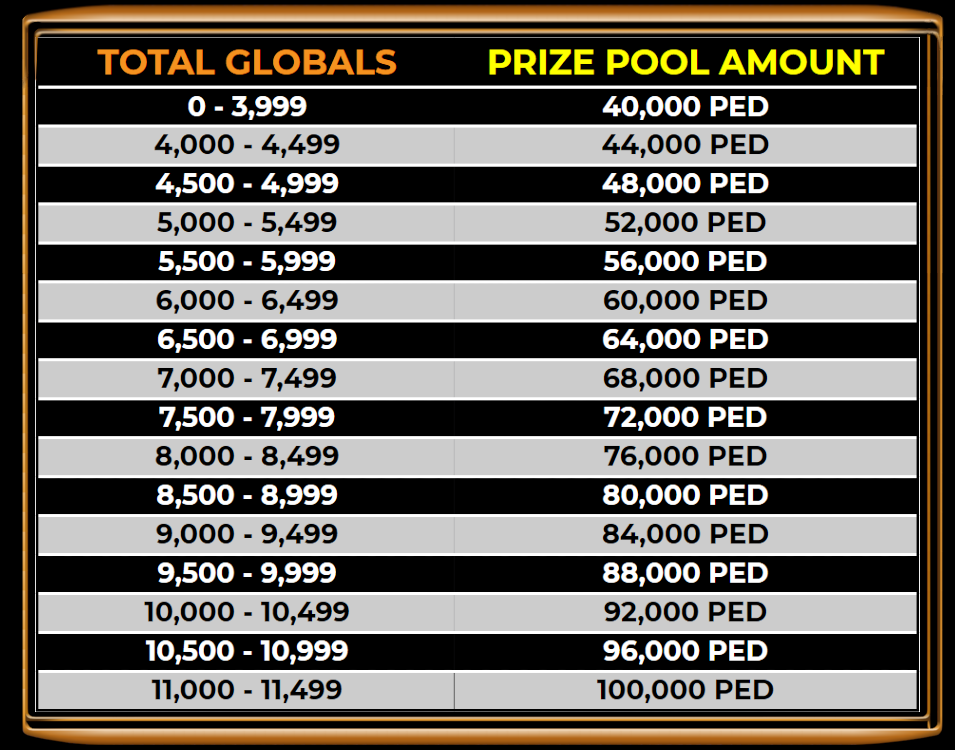 TOTAL GLOBALS PRIZE POOL AMOUNT
0 - 3,999 40,000 PED
4,000 - 4,499 44,000 PED
4,500 - 4,999 48,000 PED
5,000 - 5,499 52,000 PED
5,500 - 5,999 56,000 PED
6,000 - 6,499 60,000 PED
6,500 - 6,999 64,000 PED
7,000 - 7,499 68,000 PED
7,500 - 7,999 72,000 PED
8,000 - 8,499 76,000 PED
8,500 - 8,999 80,000 PED
9,000 - 9,499 84,000 PED
9,500 - 9,999 88,000 PED
10,000 - 10,499 92,000 PED
10,500 - 10,999 96,000 PED
11,000 - 11,499 100,000 PED